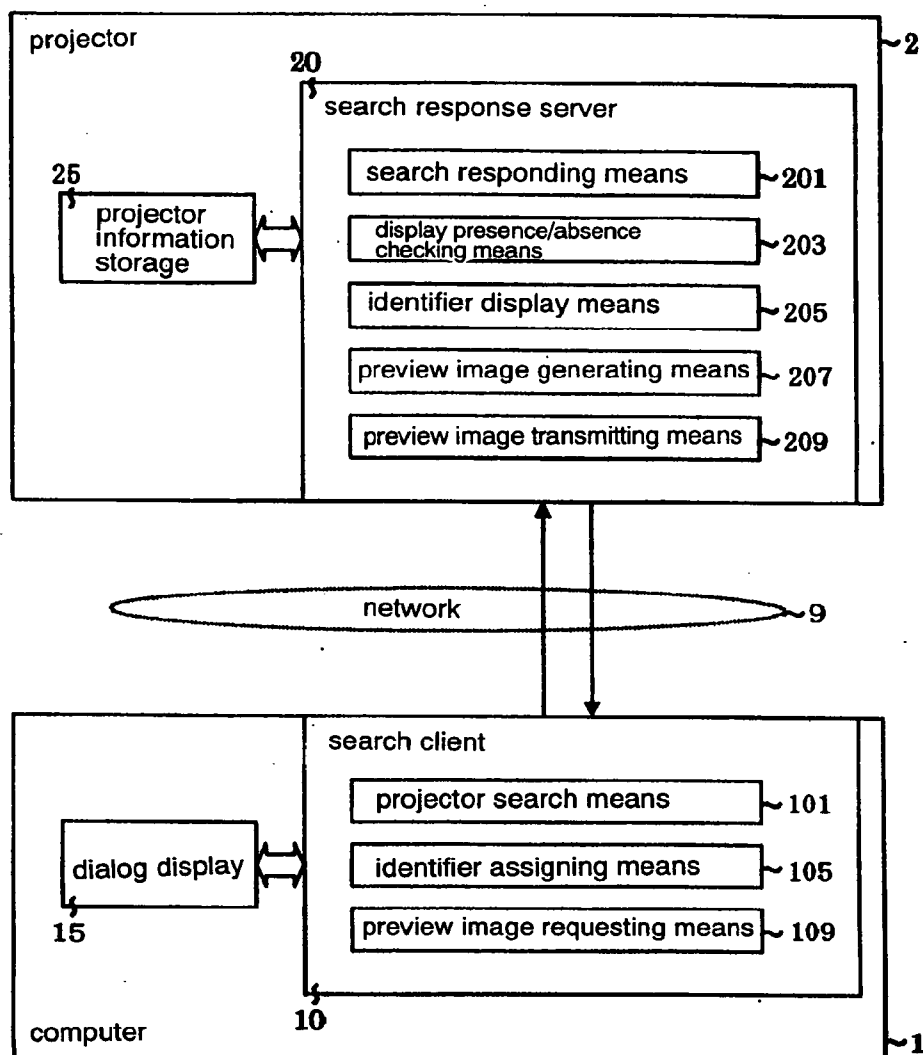 projector
2
20
search response server
25
projector
information
storage
search responding means
201
display presence/absence
checking means
203
identifier display means
205
preview image generating means
207
preview image transmitting means
209
network
9
search client
projector search means
101
dialog display
identifier assigning means
105
15
preview image requesting means
109
10
computer
1